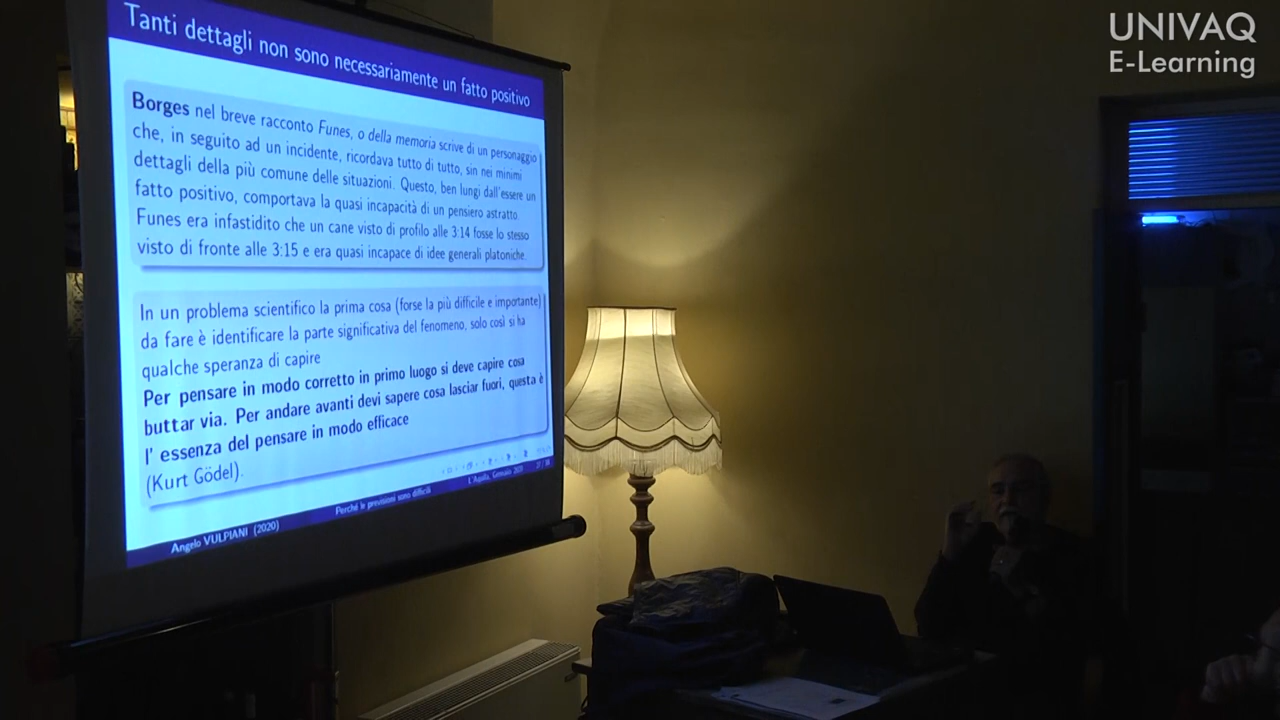 UNIVAQ
E-Learning
Tanti dettagli non sono necessariamente un fatto positivo
Borges nel breve racconto Funes, o della memoria scrive di un personaggio
che, in seguito ad un incidente, ricordava tutto di tutto, sin nei minimi
dettagli della più comune delle situazioni. Questo, ben lungi dall'essere un
fatto positivo, comportava la quasi incapacità di un pensiero astratto.
Funes era infastidito che un cane visto di profilo alle 3:14 fosse lo stesso
visto di fronte alle 3:15 e era quasi incapace di idee generali platoniche.
In un problema scientifico la prima cosa (forse la più difficile e importante)
da fare è identificare la parte significativa del fenomeno, solo così si ha
qualche speranza di capire
Per pensare in modo corretto in primo luogo si deve capire cosa
buttar via. Per andare avanti devi sapere cosa lasciar fuori, questa è
l' essenza del pensare in modo efficace
(Kurt Gödel).
Angelo VULPIANI (2020)
Perché le previsioni sono difficili
L'Aquila, Gennaio